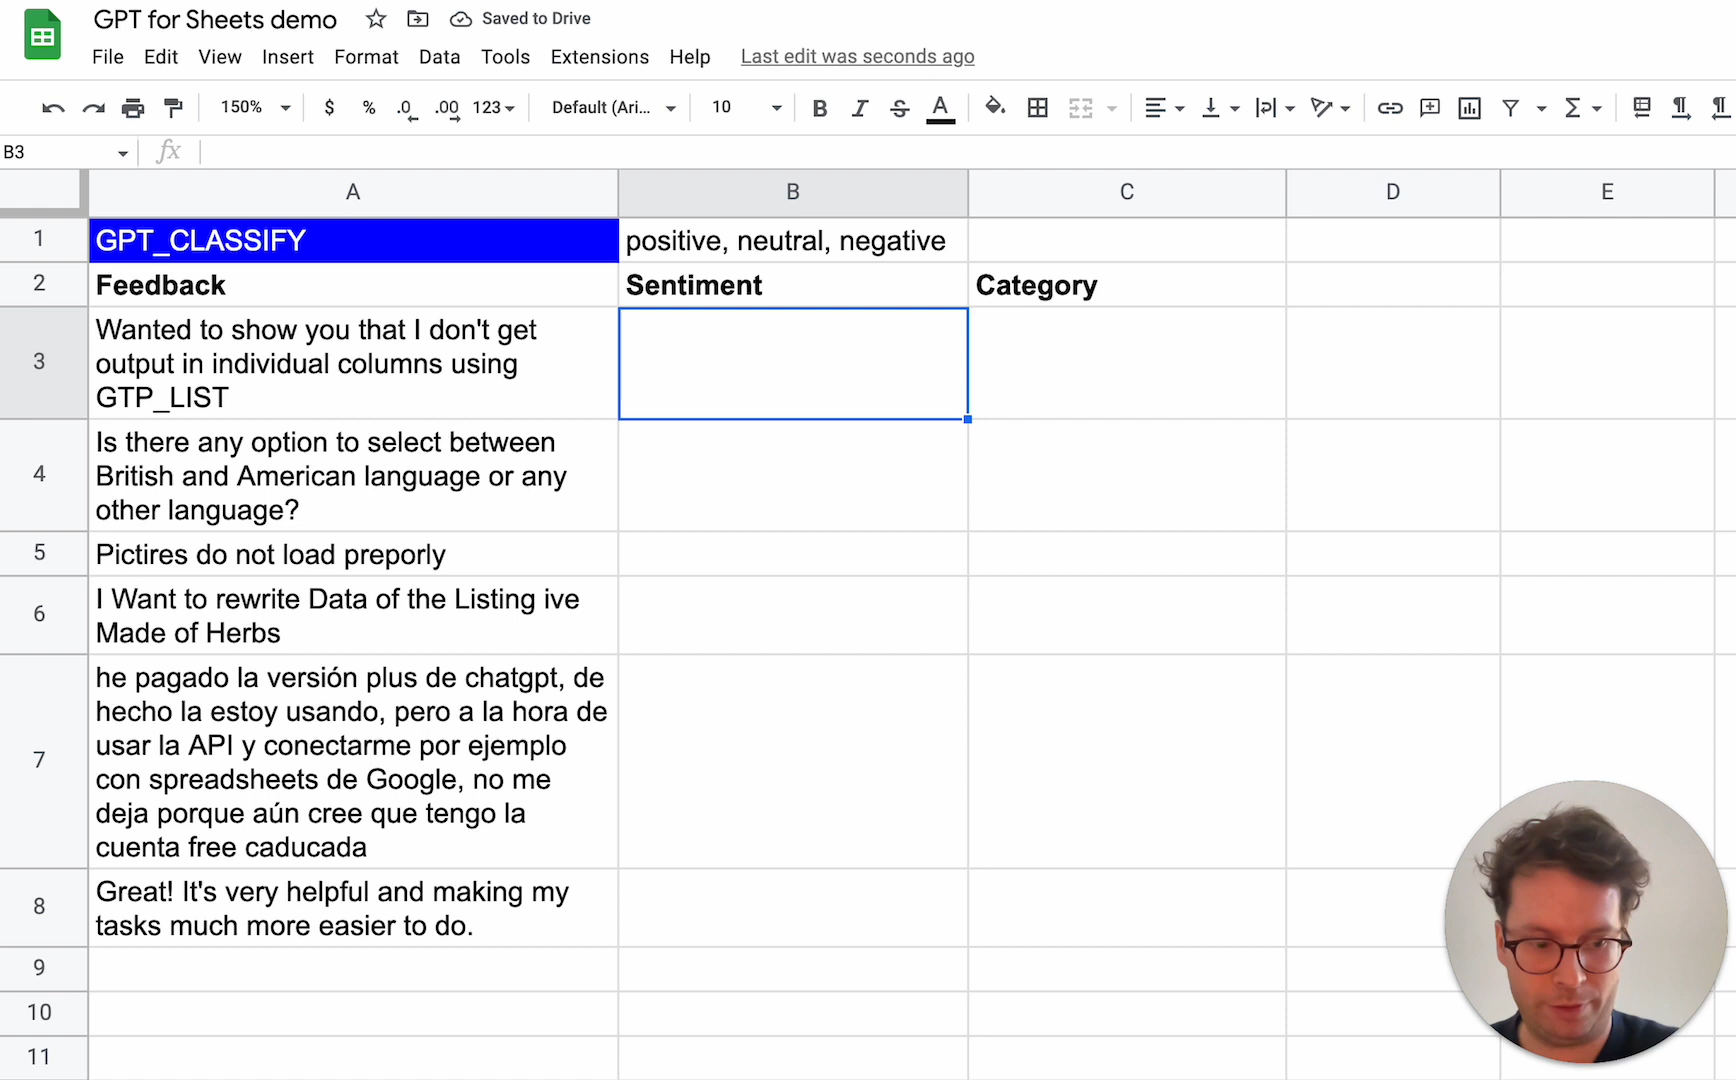 GPT for Sheets demo
Saved to Drive
File Edit View Insert Format Data Tools Extensions Help Last edit was seconds ago
150% $ % .0 .00 123 Default (Ari... 10 B I S A
B3 fx
A B C D E
1 GPT_CLASSIFY positive, neutral, negative
2 Feedback Sentiment Category
3
Wanted to show you that I don't get
output in individual columns using
GTP_LIST
4
Is there any option to select between
British and American language or any
other language?
5 Pictires do not load preporly
6
I Want to rewrite Data of the Listing ive
Made of Herbs
7
he pagado la versión plus de chatgpt, de
hecho la estoy usando, pero a la hora de
usar la API y conectarme por ejemplo
con spreadsheets de Google, no me
deja porque aún cree que tengo la
cuenta free caducada
8
Great! It's very helpful and making my
tasks much more easier to do.
9
10
11